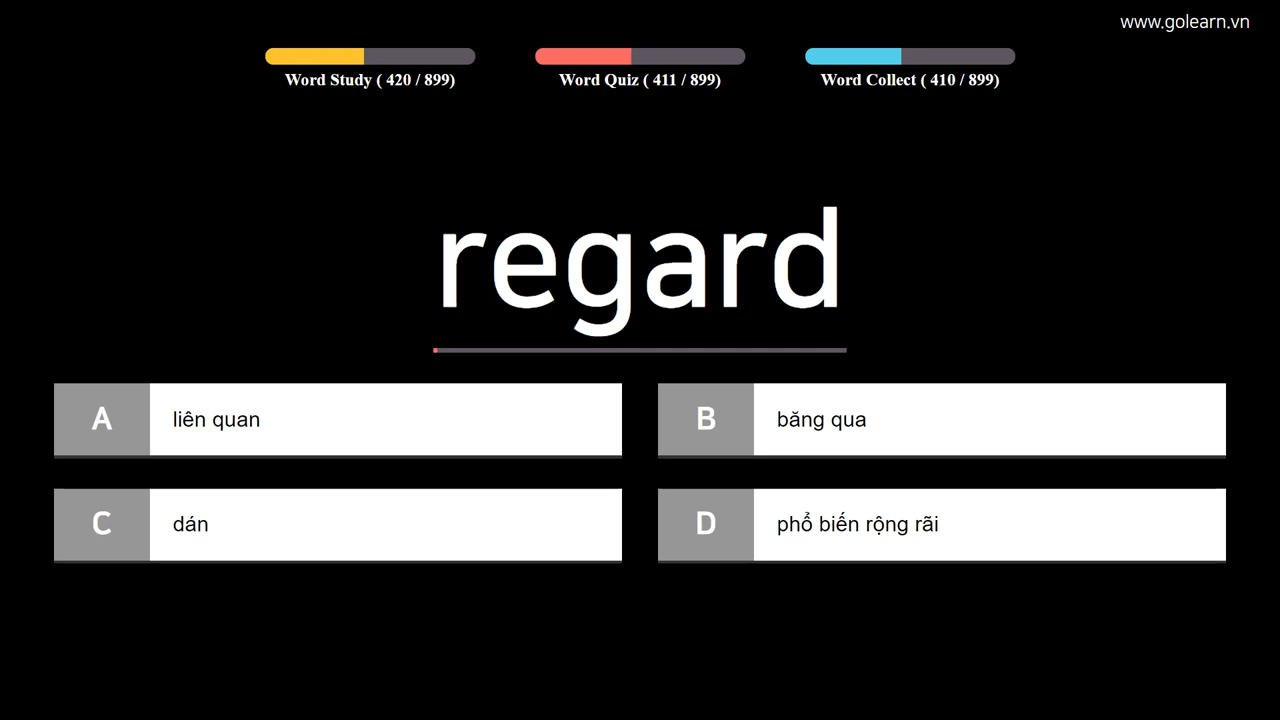 www.golearn.vn
Word Study ( 420 / 899)
Word Quiz ( 411 / 899)
Word Collect ( 410 / 899)
regard
A liên quan
B băng qua
C dán
D phổ biến rộng rãi